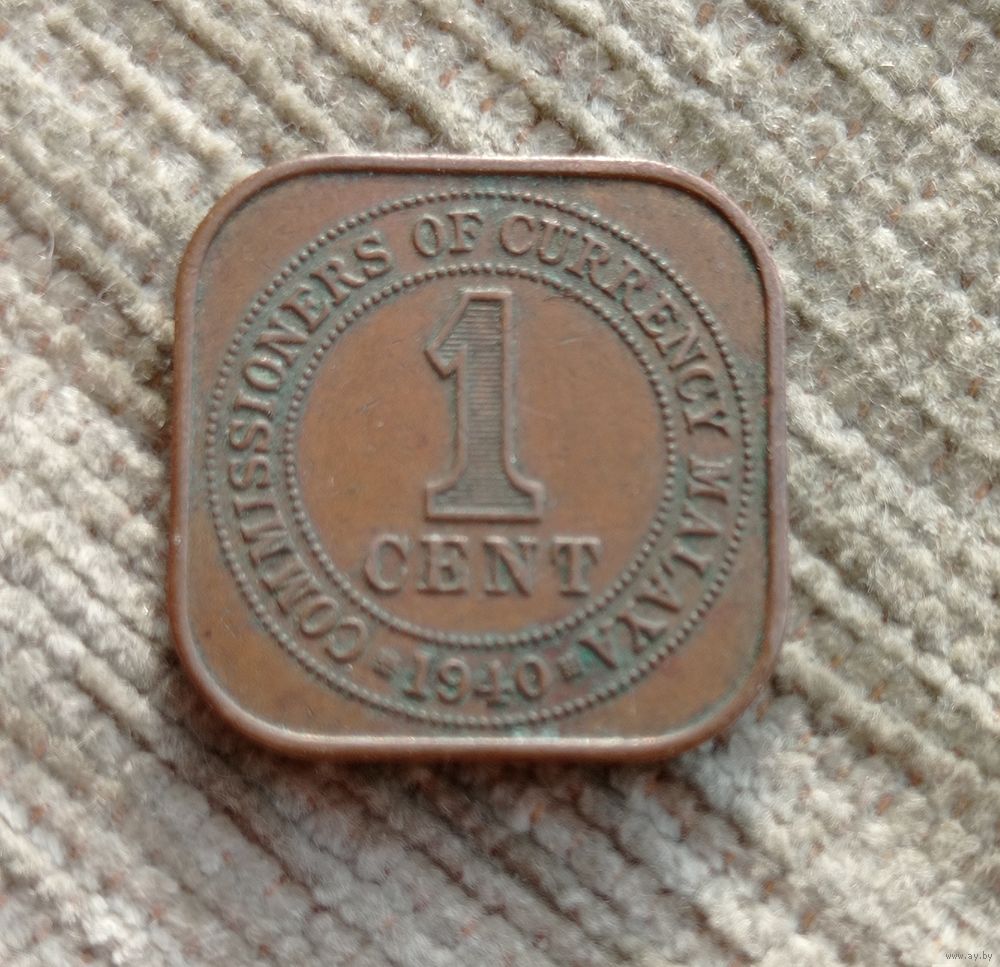 COMMISSIONERS OF CURRENCY MALAYA
1
CENT
1940
www.ay.by